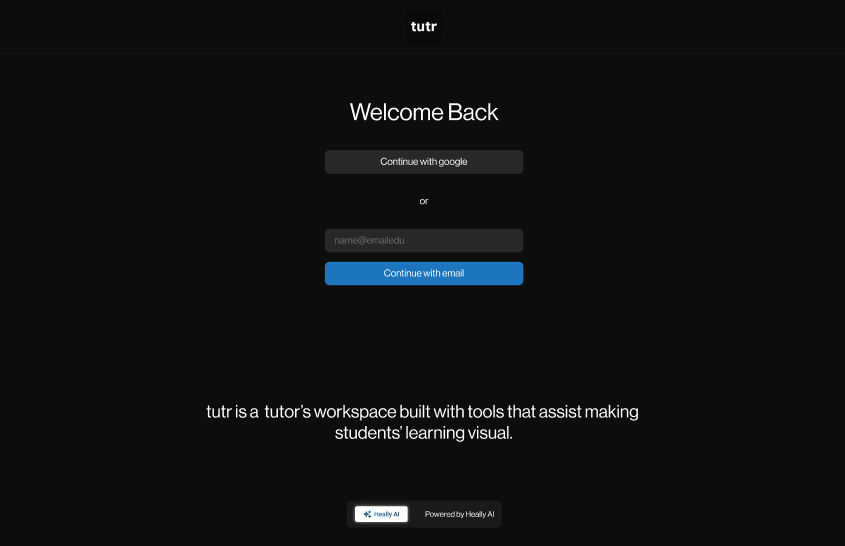 tutr
Welcome Back
Continue with google
or
name@emailedu
Continue with email
tutr is a  tutor’s workspace built with tools that assist making
students’ learning visual.
Heally AI
Powered by Heally AI